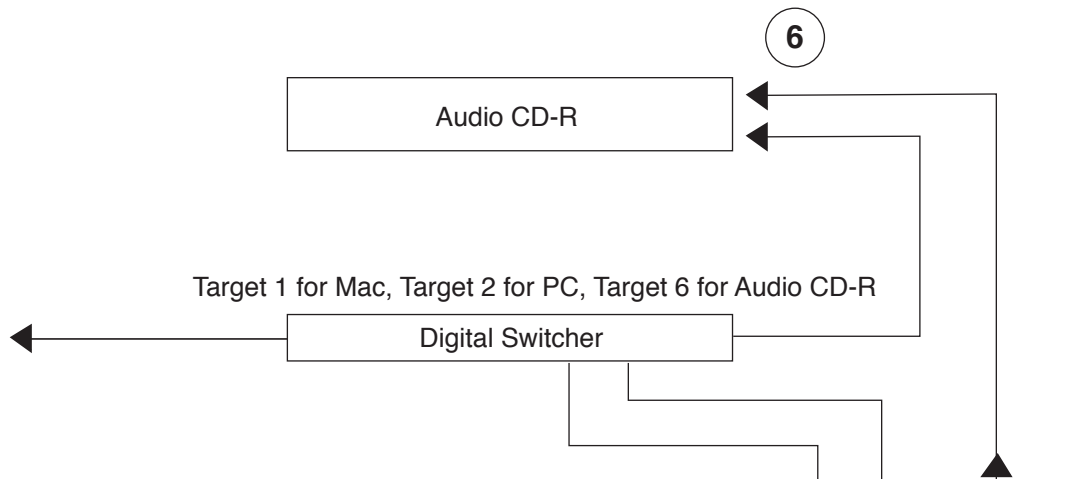 6
Audio CD-R
Target 1 for Mac, Target 2 for PC, Target 6 for Audio CD-R
Digital Switcher